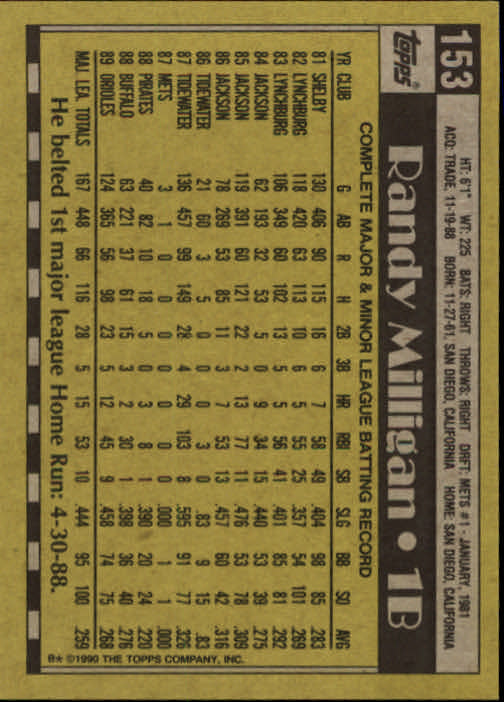 153
Topps®
HT: 6'1" WT: 225 BATS: RIGHT THROWS: RIGHT DRFT: METS #1 - JANUARY, 1981
ACQ: TRADE, 11-19-88 BORN: 11-27-61, SAN DIEGO, CALIFORNIA HOME: SAN DIEGO, CALIFORNIA
Randy Milligan • 1B
COMPLETE MAJOR & MINOR LEAGUE BATTING RECORD
YR CLUB G AB R H 2B 3B HR RBI SB SLG BB SO AVG
81 SHELBY 130 406 90 115 16 6 7 58 49 .404 98 85 .283
82 LYNCHBURG 118 420 63 113 10 5 5 55 25 .357 54 101 .269
83 LYNCHBURG 106 349 60 102 13 5 5 56 41 .401 85 81 .292
84 JACKSON 62 193 32 53 5 0 9 34 15 .440 53 39 .275
85 JACKSON 119 391 60 121 22 2 13 77 11 .476 53 78 .309
86 JACKSON 78 269 53 85 11 3 7 53 13 .457 60 42 .316
86 TIDEWATER 21 60 3 5 0 0 0 3 0 .83 9 15 .83
87 TIDEWATER 136 457 99 149 28 4 29 103 8 .595 91 77 .326
87 METS 3 1 0 0 0 0 0 0 0 .000 1 1 .000
88 PIRATES 40 82 10 18 5 0 3 8 1 .390 20 24 .220
88 BUFFALO 63 221 37 61 15 3 2 30 1 .398 36 40 .276
89 ORIOLES 124 365 56 98 23 5 12 45 9 .458 74 75 .268
MAJ. LEA. TOTALS 167 448 66 116 28 5 15 53 10 .444 95 100 .259
He belted 1st major league Home Run: 4-30-88.
B* ©1990 THE TOPPS COMPANY, INC.